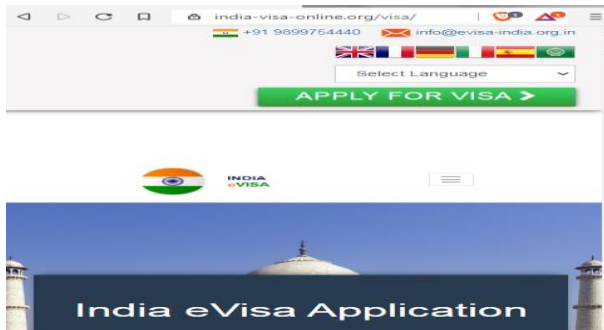 india-visa-online.org/visa/
+91 9899754440 info@evisa-india.org.in
Select Language
APPLY FOR VISA
INDIA
eVISA
India eVisa Application